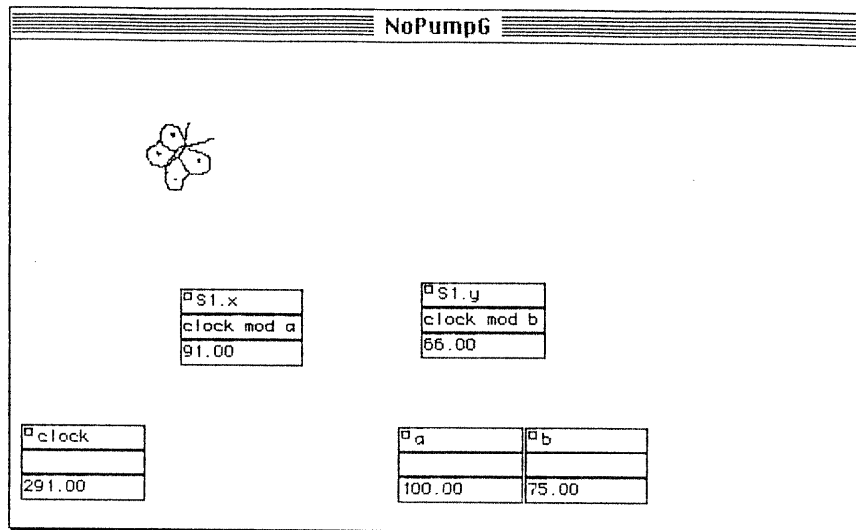 NoPumpG
S1.x
clock mod a
91.00
S1.y
clock mod b
66.00
clock
291.00
a
100.00
b
75.00